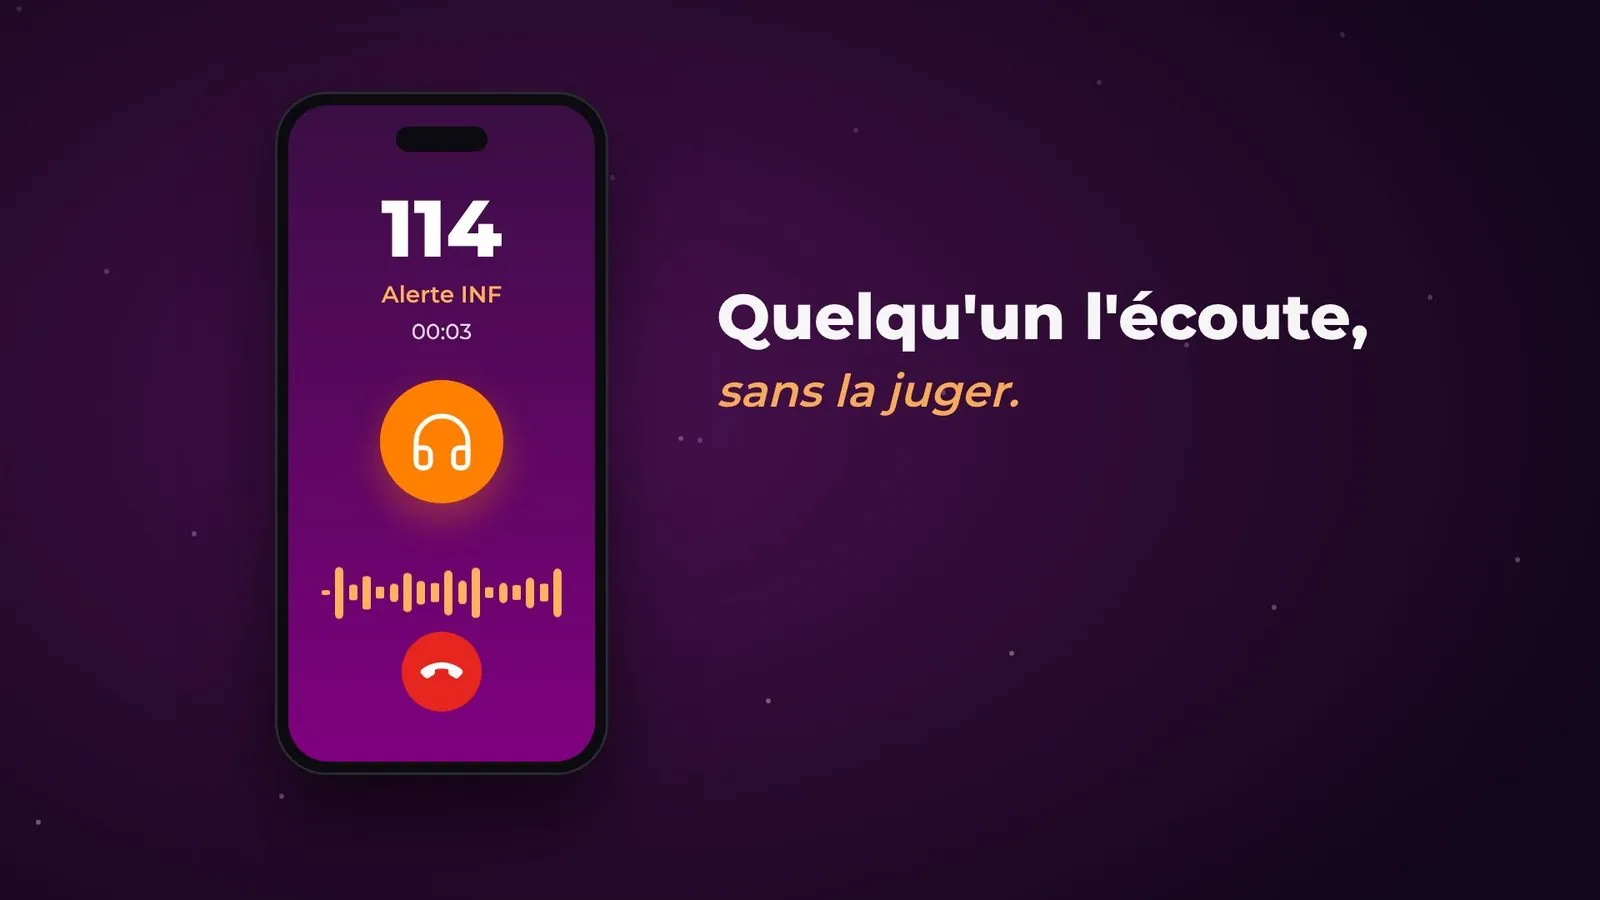 114
Alerte INF
00:03
Quelqu'un l'écoute,
sans la juger.